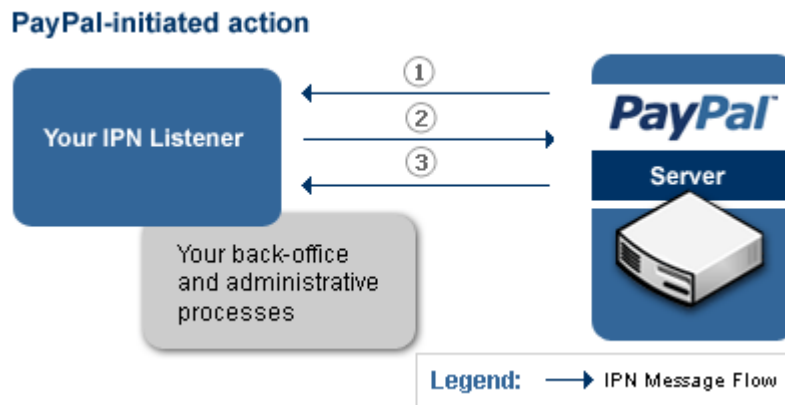 PayPal-initiated action
1
Your IPN Listener
2
3
PayPal
Server
Your back-office
and administrative
processes
Legend: IPN Message Flow